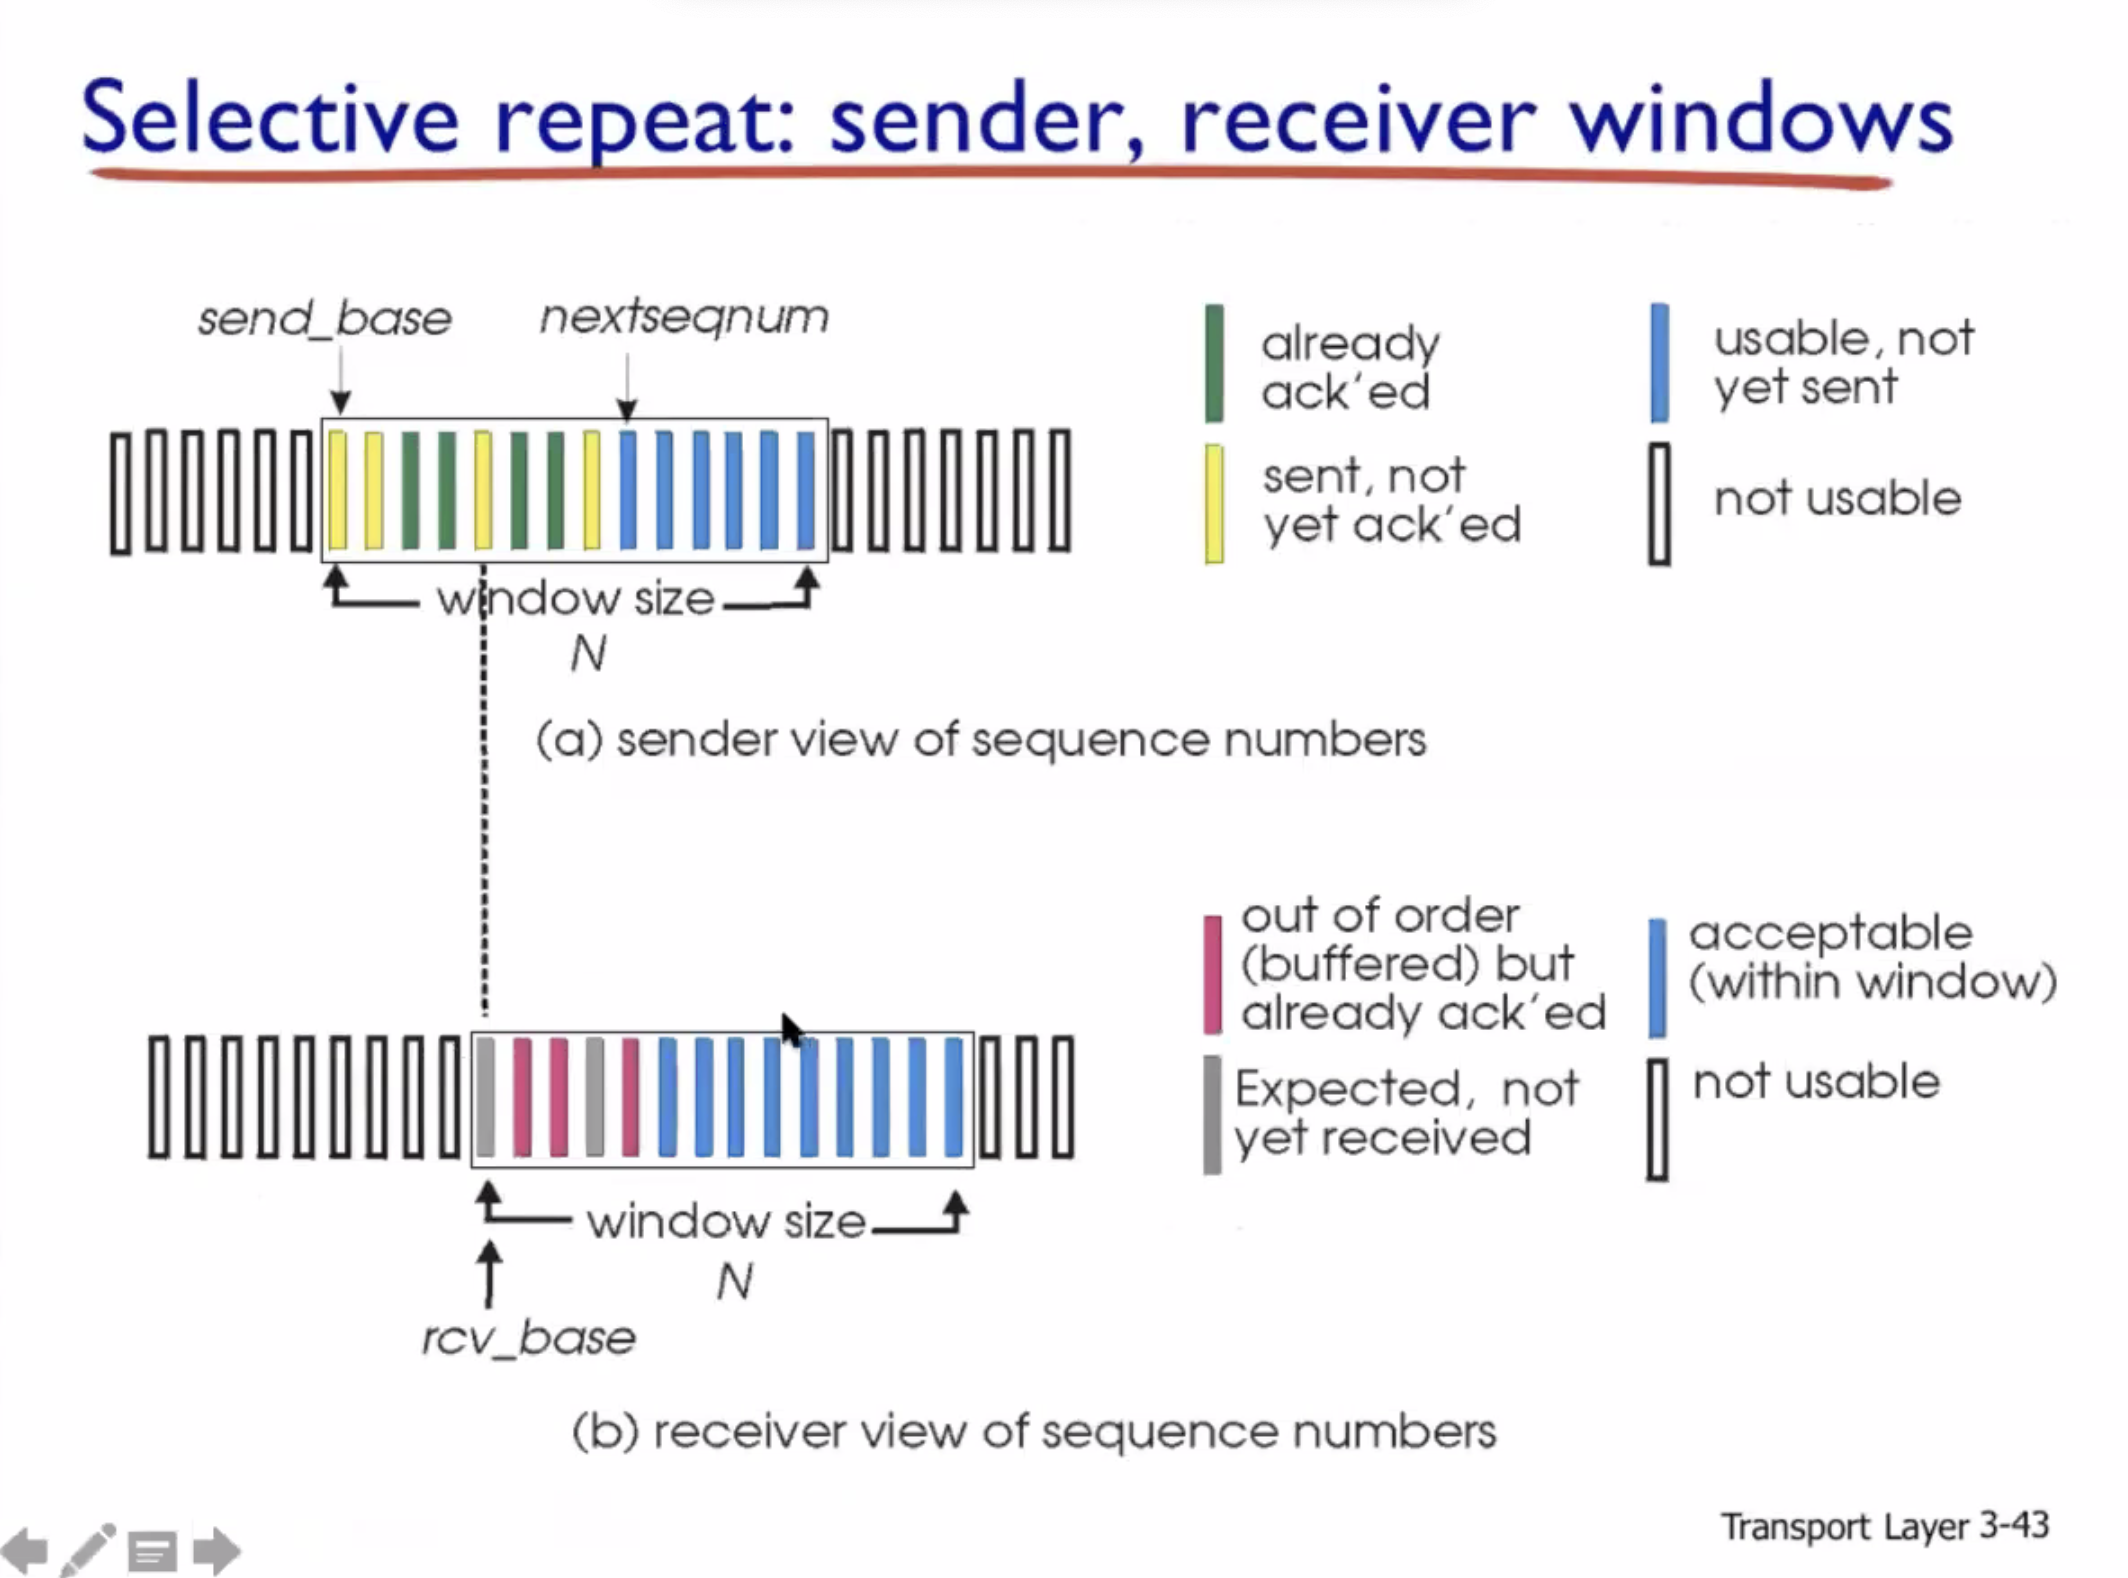 Selective repeat: sender, receiver windows
send_base
nextseqnum
already
ack'ed
usable, not
yet sent
sent, not
yet ack'ed
not usable
window size
N
(a) sender view of sequence numbers
out of order
(buffered) but
already ack'ed
acceptable
(within window)
Expected, not
yet received
not usable
window size
N
rcv_base
(b) receiver view of sequence numbers
Transport Layer 3-43